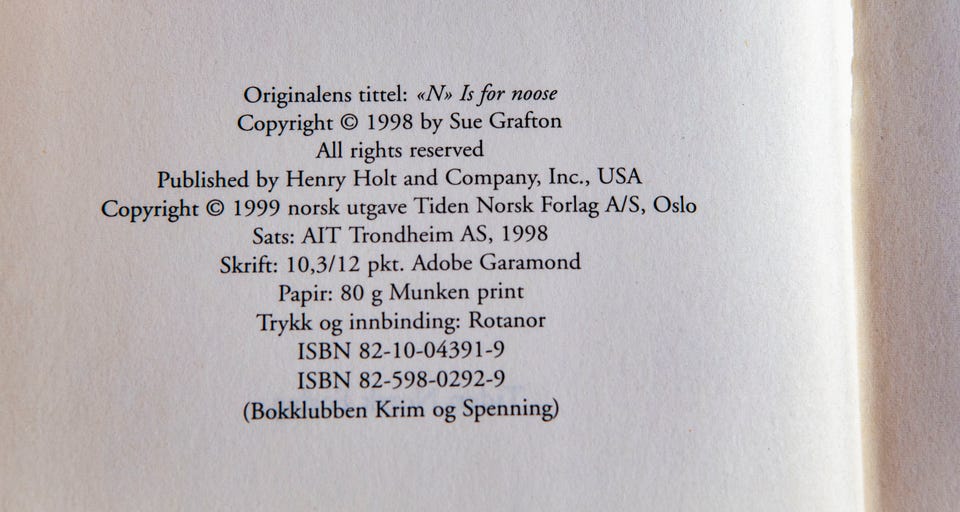 Originalens tittel: «N» Is for noose
Copyright © 1998 by Sue Grafton
All rights reserved
Published by Henry Holt and Company, Inc., USA
Copyright © 1999 norsk utgave Tiden Norsk Forlag A/S, Oslo
Sats: AIT Trondheim AS, 1998
Skrift: 10,3/12 pkt. Adobe Garamond
Papir: 80 g Munken print
Trykk og innbinding: Rotanor
ISBN 82-10-04391-9
ISBN 82-598-0292-9
(Bokklubben Krim og Spenning)